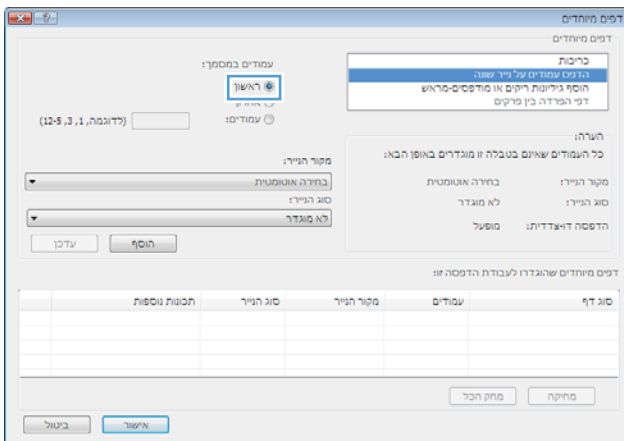 דפים מיוחדים
דפים מיוחדים
כריכות
הדפס עמודים על נייר שונה
הוסף גיליונות ריקים או מודפסים-מראש
דפי הפרדה בין פרקים
הערה:
כל העמודים שאינם בטבלה זו מוגדרים באופן הבא:
מקור הנייר: בחירה אוטומטית
סוג הנייר: לא מוגדר
הדפסה דו-צדדית: מופעל
עמודים במסמך:
ראשון
אחרון
עמודים: (לדוגמה, 1, 3, 12-5)
מקור הנייר:
בחירה אוטומטית
סוג הנייר:
לא מוגדר
הוסף עדכן
דפים מיוחדים שהוגדרו לעבודת הדפסה זו:
סוג דף עמודים מקור הנייר סוג הנייר תכונות נוספות
מחיקה מחק הכל
אישור ביטול